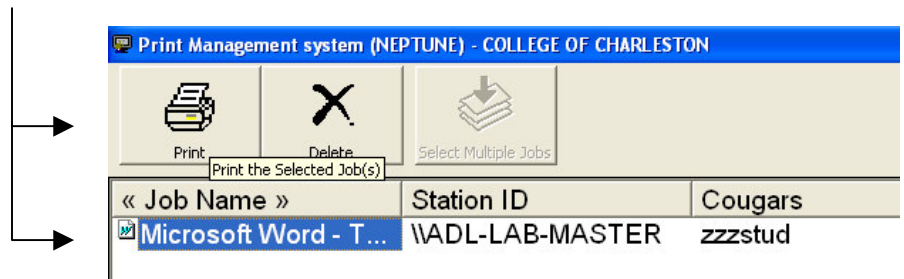 Print Management system (NEPTUNE) - COLLEGE OF CHARLESTON
Print Delete Select Multiple Jobs
Print the Selected Job(s)
« Job Name » Station ID Cougars
Microsoft Word - T... \\ADL-LAB-MASTER zzzstud